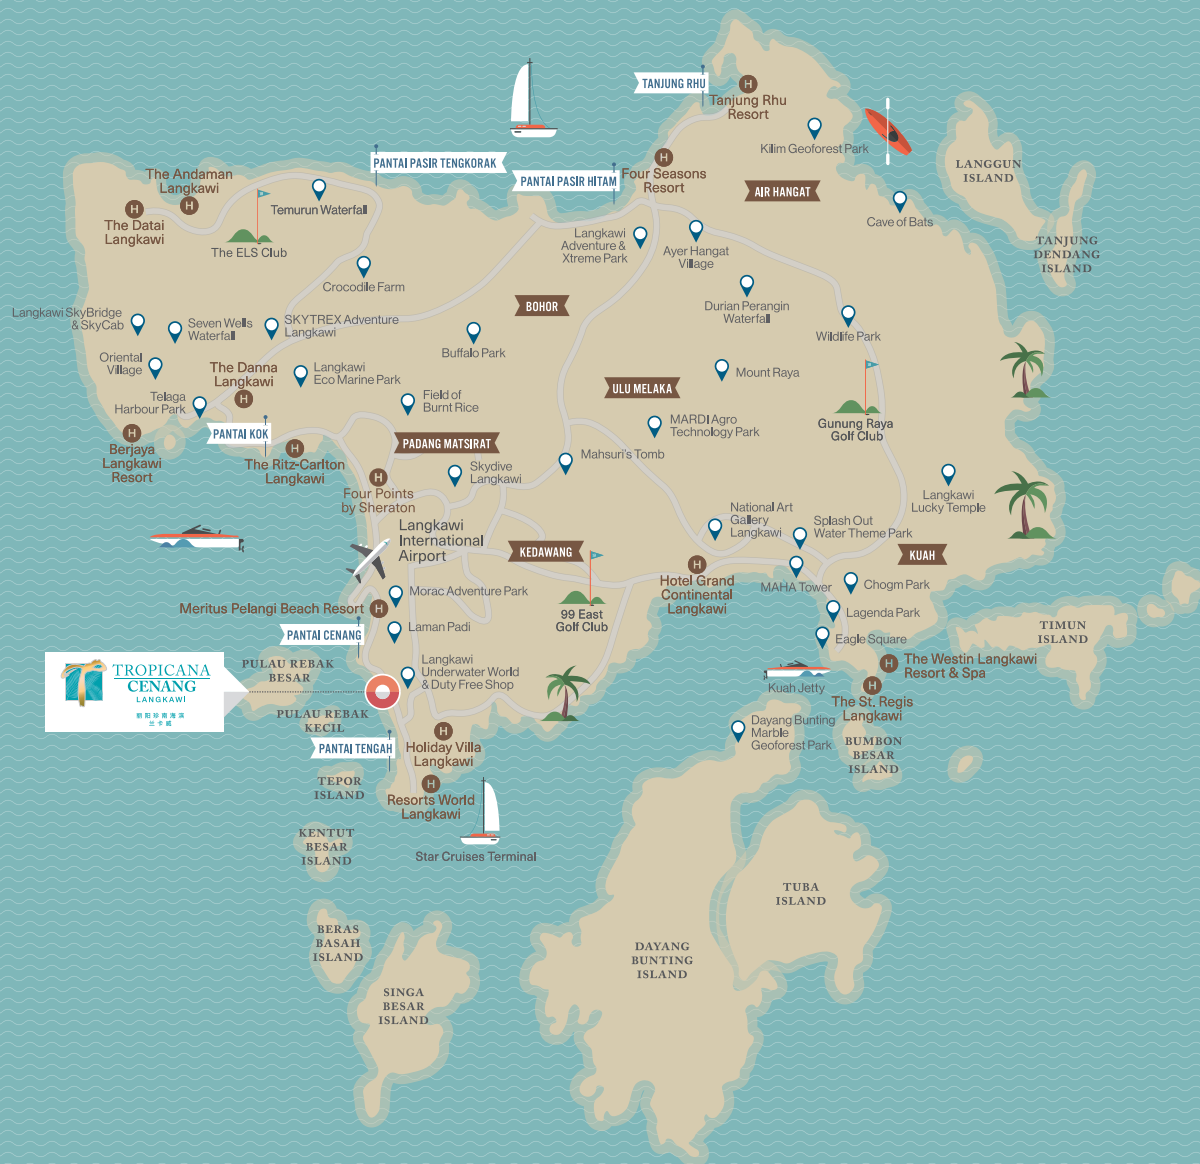 TANJUNG RHU
Tanjung Rhu
Resort
Kilim Geoforest Park
LANGGUN
ISLAND
PANTAI PASIR TENGKORAK
PANTAI PASIR HITAM
Four Seasons
Resort
AIR HANGAT
The Andaman
Langkawi
The Datai
Langkawi
Temurun Waterfall
The ELS Club
Cave of Bats
TANJUNG
DENDANG
ISLAND
Langkawi
Adventure &
Xtreme Park
Ayer Hangat
Village
Crocodile Farm
BOHOR
Durian Perangin
Waterfall
Langkawi SkyBridge
& SkyCab
Seven Wells
Waterfall
SKYTREX Adventure
Langkawi
Wildlife Park
Buffalo Park
Oriental
Village
The Danna
Langkawi
Langkawi
Eco Marine Park
Mount Raya
ULU MELAKA
Telaga
Harbour Park
Field of
Burnt Rice
MARDI Agro
Technology Park
Gunung Raya
Golf Club
PANTAI KOK
PADANG MATSIRAT
Berjaya
Langkawi
Resort
The Ritz-Carlton
Langkawi
Mahsuri's Tomb
Skydive
Langkawi
Four Points
by Sheraton
Langkawi
Lucky Temple
Langkawi
International
Airport
National Art
Gallery
Langkawi
Splash Out
Water Theme Park
KEDAWANG
KUAH
Hotel Grand
Continental
Langkawi
MAHA Tower
Chogm Park
Morac Adventure Park
Meritus Pelangi Beach Resort
99 East
Golf Club
Lagenda Park
TIMUN
ISLAND
PANTAI CENANG
Laman Padi
Eagle Square
TROPICANA
CENANG
LANGKAWI
丽阳珍南海滨
兰卡威
PULAU REBAK
BESAR
Langkawi
Underwater World
& Duty Free Shop
The Westin Langkawi
Resort & Spa
Kuah Jetty
The St. Regis
Langkawi
PULAU REBAK
KECIL
PANTAI TENGAH
Holiday Villa
Langkawi
Dayang Bunting
Marble
Geoforest Park
BUMBON
BESAR
ISLAND
TEPOR
ISLAND
Resorts World
Langkawi
KENTUT
BESAR
ISLAND
Star Cruises Terminal
TUBA
ISLAND
BERAS
BASAH
ISLAND
DAYANG
BUNTING
ISLAND
SINGA
BESAR
ISLAND
H
H
H
H
H
H
H
H
H
H
H
H
H
H